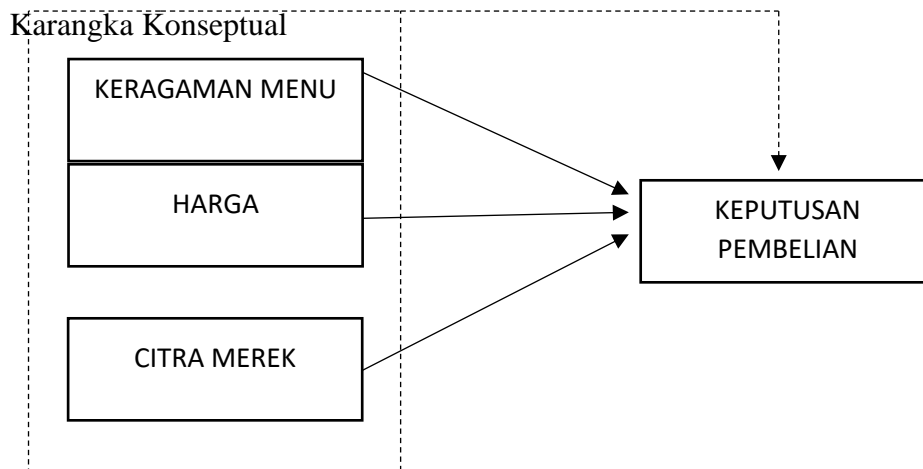 Karangka Konseptual
KERAGAMAN MENU
HARGA
CITRA MEREK
KEPUTUSAN
PEMBELIAN